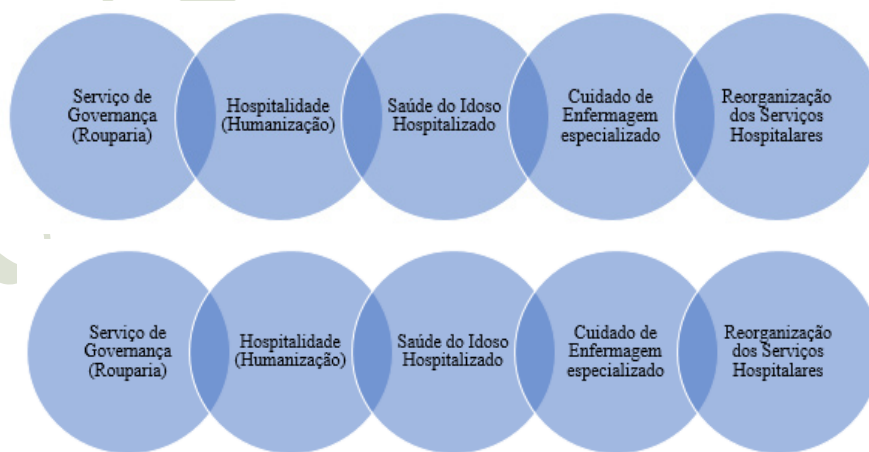 Serviço de
Governança
(Rouparia)
Hospitalidade
(Humanização)
Saúde do Idoso
Hospitalizado
Cuidado de
Enfermagem
especializado
Reorganização
dos Serviços
Hospitalares
Serviço de
Governança
(Rouparia)
Hospitalidade
(Humanização)
Saúde do Idoso
Hospitalizado
Cuidado de
Enfermagem
especializado
Reorganização
dos Serviços
Hospitalares